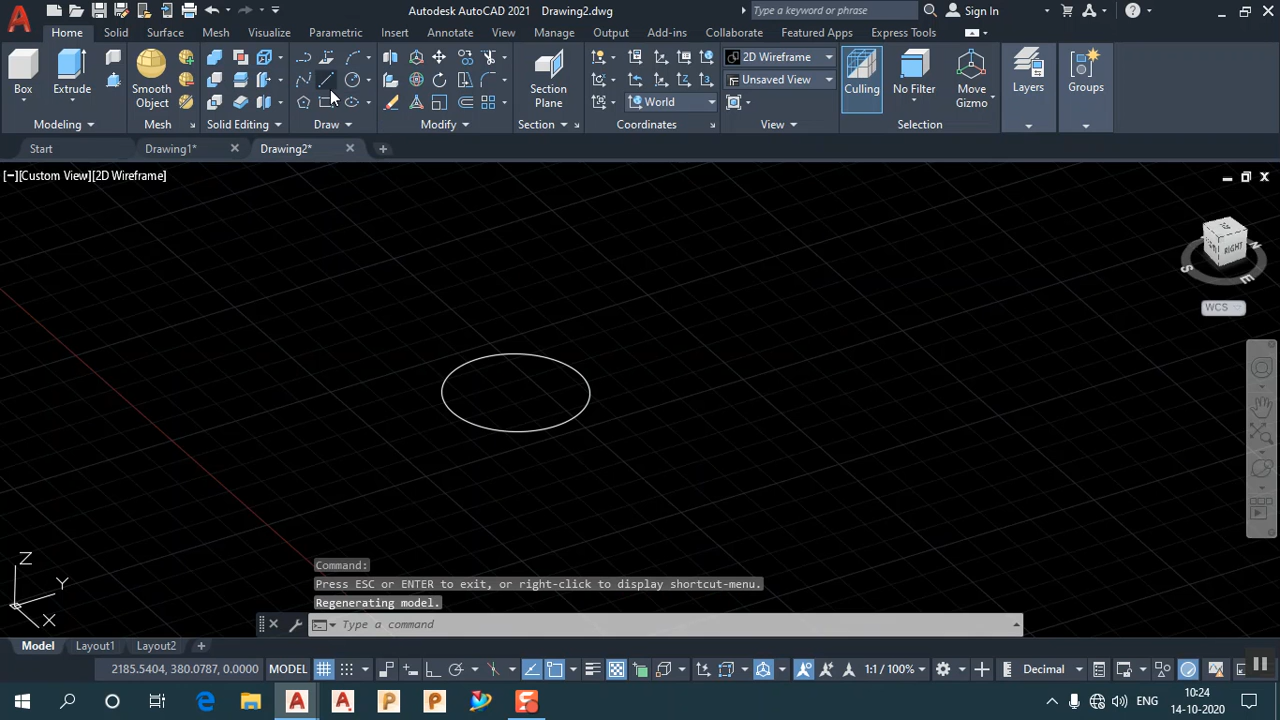 Autodesk AutoCAD 2021 Drawing2.dwg
Type a keyword or phrase
Sign In
Home Solid Surface Mesh Visualize Parametric Insert Annotate View Manage Output Add-ins Collaborate Featured Apps Express Tools
2D Wireframe
Unsaved View
World
Box
Extrude
Smooth
Object
Section
Plane
Culling
No Filter
Move
Gizmo
Layers
Groups
Modeling
Mesh
Solid Editing
Draw
Modify
Section
Coordinates
View
Selection
Start
Drawing1*
Drawing2*
[−][Custom View][2D Wireframe]
RIGHT
N
S
E
WCS
Z
Y
X
Command:
Press ESC or ENTER to exit, or right-click to display shortcut-menu.
Regenerating model.
Type a command
Model Layout1 Layout2
2185.5404, 380.0787, 0.0000 MODEL
1:1 / 100%
Decimal
ENG
10:24
14-10-2020